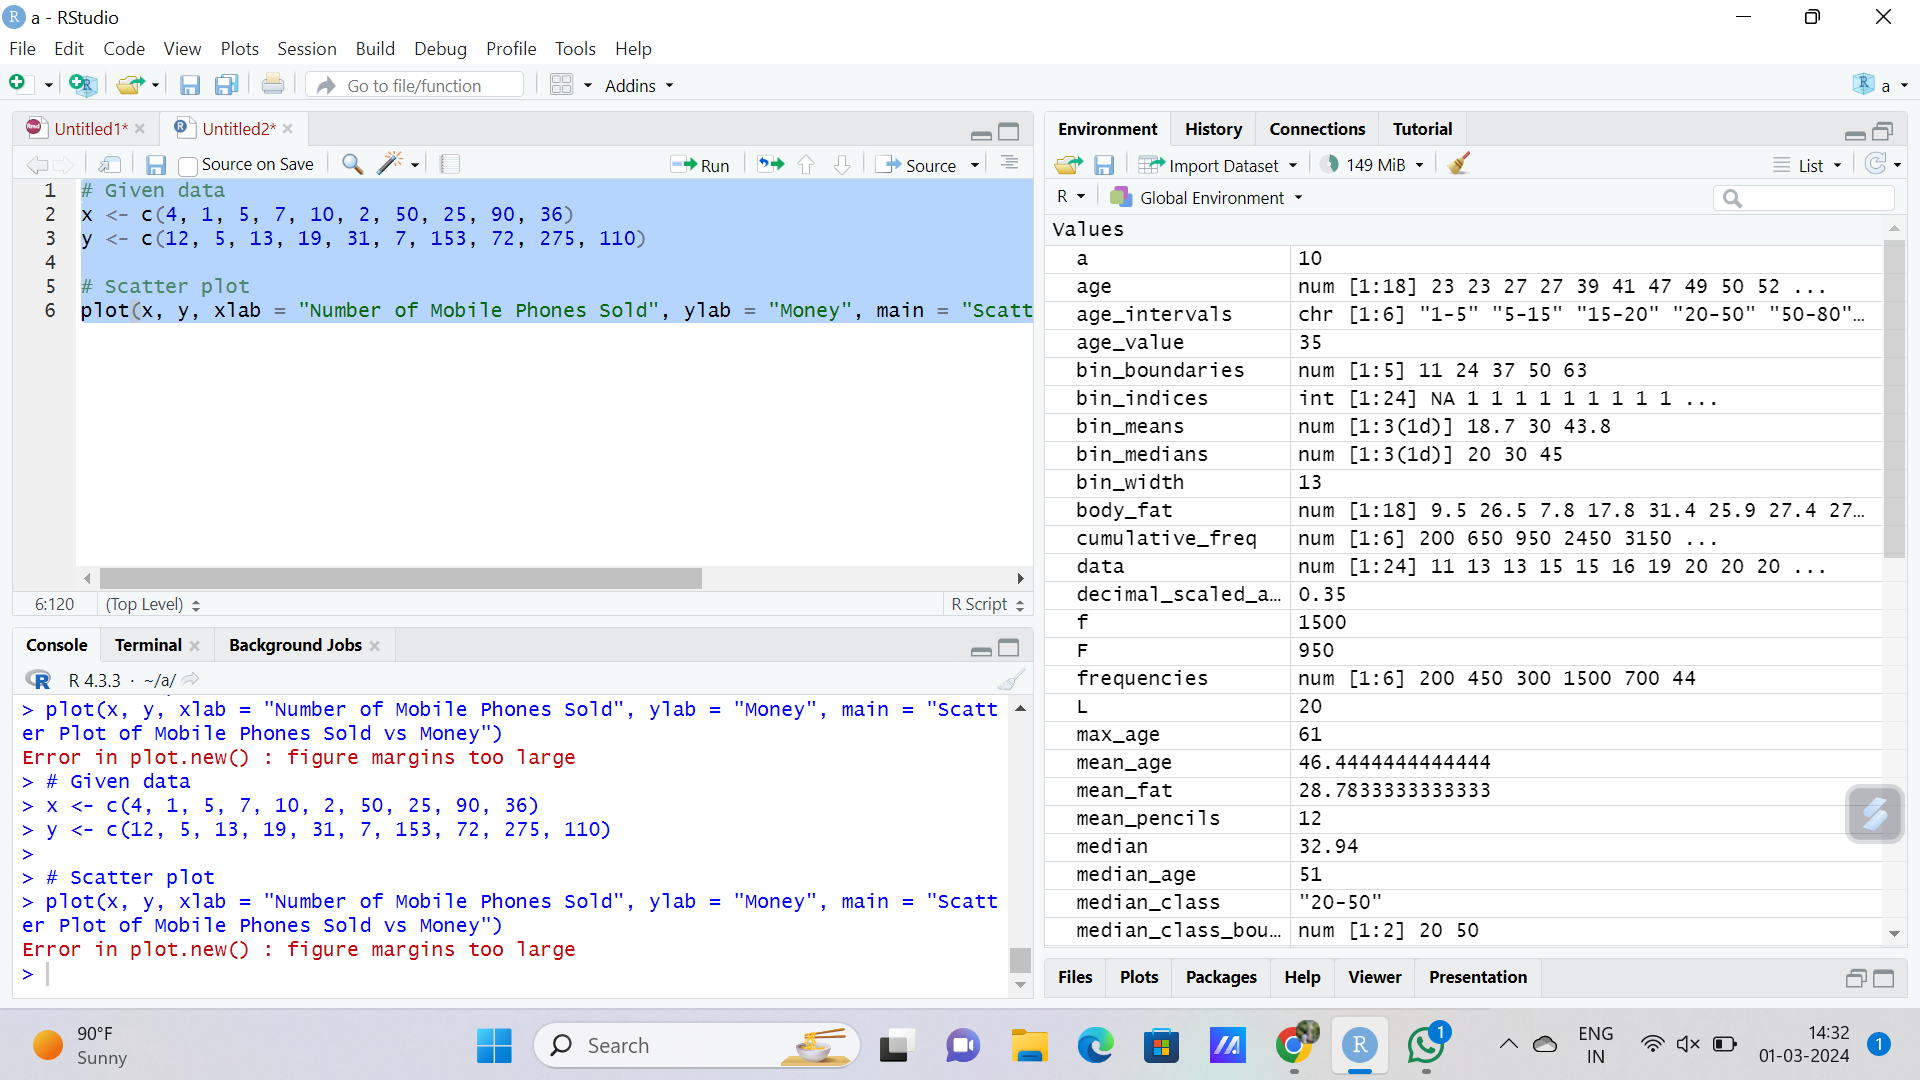 a - RStudio
File Edit Code View Plots Session Build Debug Profile Tools Help
Go to file/function Addins a
Untitled1* Untitled2*
Source on Save Run Source
1 # Given data
2 x <- c(4, 1, 5, 7, 10, 2, 50, 25, 90, 36)
3 y <- c(12, 5, 13, 19, 31, 7, 153, 72, 275, 110)
4
5 # Scatter plot
6 plot(x, y, xlab = "Number of Mobile Phones Sold", ylab = "Money", main = "Scatt
6:120 (Top Level) R Script
Console Terminal Background Jobs
R 4.3.3 · ~/a/
> plot(x, y, xlab = "Number of Mobile Phones Sold", ylab = "Money", main = "Scatt
er Plot of Mobile Phones Sold vs Money")
Error in plot.new() : figure margins too large
> # Given data
> x <- c(4, 1, 5, 7, 10, 2, 50, 25, 90, 36)
> y <- c(12, 5, 13, 19, 31, 7, 153, 72, 275, 110)
>
> # Scatter plot
> plot(x, y, xlab = "Number of Mobile Phones Sold", ylab = "Money", main = "Scatt
er Plot of Mobile Phones Sold vs Money")
Error in plot.new() : figure margins too large
>
Environment History Connections Tutorial
Import Dataset 149 MiB List
R Global Environment
Values
a 10
age num [1:18] 23 23 27 27 39 41 47 49 50 52 ...
age_intervals chr [1:6] "1-5" "5-15" "15-20" "20-50" "50-80"…
age_value 35
bin_boundaries num [1:5] 11 24 37 50 63
bin_indices int [1:24] NA 1 1 1 1 1 1 1 1 1 ...
bin_means num [1:3(1d)] 18.7 30 43.8
bin_medians num [1:3(1d)] 20 30 45
bin_width 13
body_fat num [1:18] 9.5 26.5 7.8 17.8 31.4 25.9 27.4 27…
cumulative_freq num [1:6] 200 650 950 2450 3150 ...
data num [1:24] 11 13 13 15 15 16 19 20 20 20 ...
decimal_scaled_a… 0.35
f 1500
F 950
frequencies num [1:6] 200 450 300 1500 700 44
L 20
max_age 61
mean_age 46.4444444444444
mean_fat 28.7833333333333
mean_pencils 12
median 32.94
median_age 51
median_class "20-50"
median_class_bou… num [1:2] 20 50
Files Plots Packages Help Viewer Presentation
90°F
Sunny
Search
1
ENG
IN
14:32
01-03-2024
1